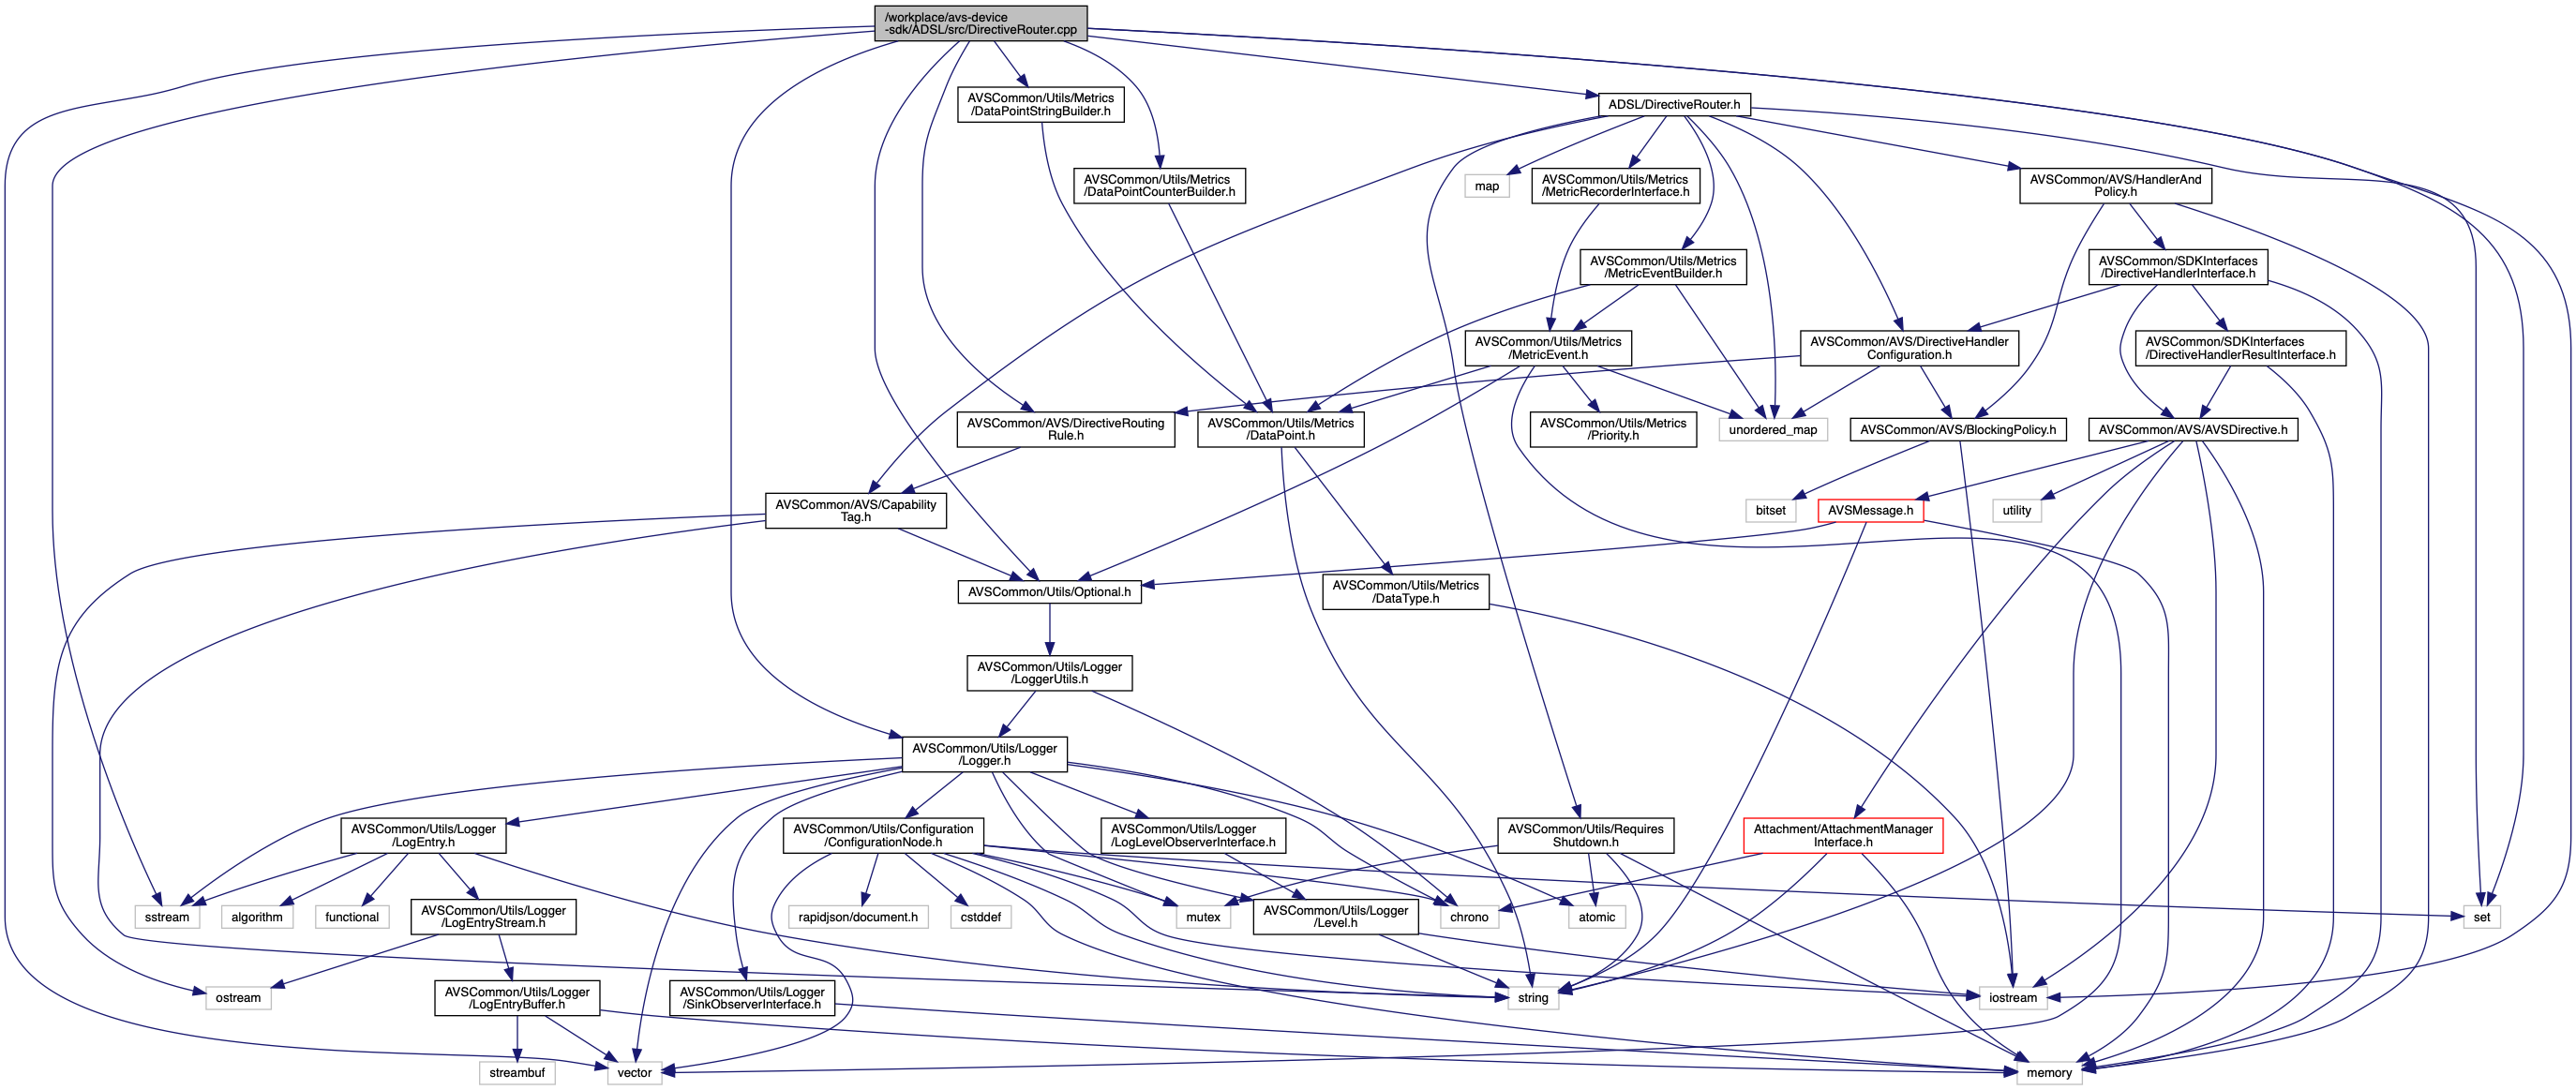 /workplace/avs-device
-sdk/ADSL/src/DirectiveRouter.cpp
AVSCommon/Utils/Metrics
/DataPointStringBuilder.h
ADSL/DirectiveRouter.h
AVSCommon/Utils/Metrics
/DataPointCounterBuilder.h
map
AVSCommon/Utils/Metrics
/MetricRecorderInterface.h
AVSCommon/AVS/HandlerAnd
Policy.h
AVSCommon/Utils/Metrics
/MetricEventBuilder.h
AVSCommon/SDKInterfaces
/DirectiveHandlerInterface.h
AVSCommon/Utils/Metrics
/MetricEvent.h
AVSCommon/AVS/DirectiveHandler
Configuration.h
AVSCommon/SDKInterfaces
/DirectiveHandlerResultInterface.h
AVSCommon/AVS/DirectiveRouting
Rule.h
AVSCommon/Utils/Metrics
/DataPoint.h
AVSCommon/Utils/Metrics
/Priority.h
unordered_map
AVSCommon/AVS/BlockingPolicy.h
AVSCommon/AVS/AVSDirective.h
AVSCommon/AVS/Capability
Tag.h
bitset
AVSMessage.h
utility
AVSCommon/Utils/Optional.h
AVSCommon/Utils/Metrics
/DataType.h
AVSCommon/Utils/Logger
/LoggerUtils.h
AVSCommon/Utils/Logger
/Logger.h
AVSCommon/Utils/Logger
/LogEntry.h
AVSCommon/Utils/Configuration
/ConfigurationNode.h
AVSCommon/Utils/Logger
/LogLevelObserverInterface.h
AVSCommon/Utils/Requires
Shutdown.h
Attachment/AttachmentManager
Interface.h
sstream
algorithm
functional
AVSCommon/Utils/Logger
/LogEntryStream.h
rapidjson/document.h
cstddef
mutex
AVSCommon/Utils/Logger
/Level.h
chrono
atomic
set
ostream
AVSCommon/Utils/Logger
/LogEntryBuffer.h
AVSCommon/Utils/Logger
/SinkObserverInterface.h
string
iostream
streambuf
vector
memory